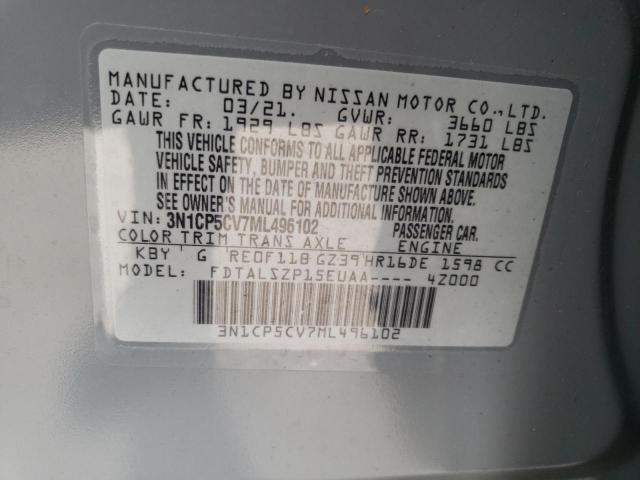 MANUFACTURED BY NISSAN MOTOR CO.,LTD.
DATE: 03/21. GVWR: 3660 LBS
GAWR FR: 1929 LBS GAWR RR: 1731 LBS
THIS VEHICLE CONFORMS TO ALL APPLICABLE FEDERAL MOTOR
VEHICLE SAFETY, BUMPER AND THEFT PREVENTION STANDARDS
IN EFFECT ON THE DATE OF MANUFACTURE SHOWN ABOVE.
SEE OWNER'S MANUAL FOR ADDITIONAL INFORMATION.
VIN: 3N1CP5CV7ML496102 PASSENGER CAR.
COLOR TRIM TRANS AXLE ENGINE
KBY G RE0F11B GZ39 HR16DE 1598 CC
MODEL: FDTALSZP15EUAA---- 42000
3N1CP5CV7ML496102